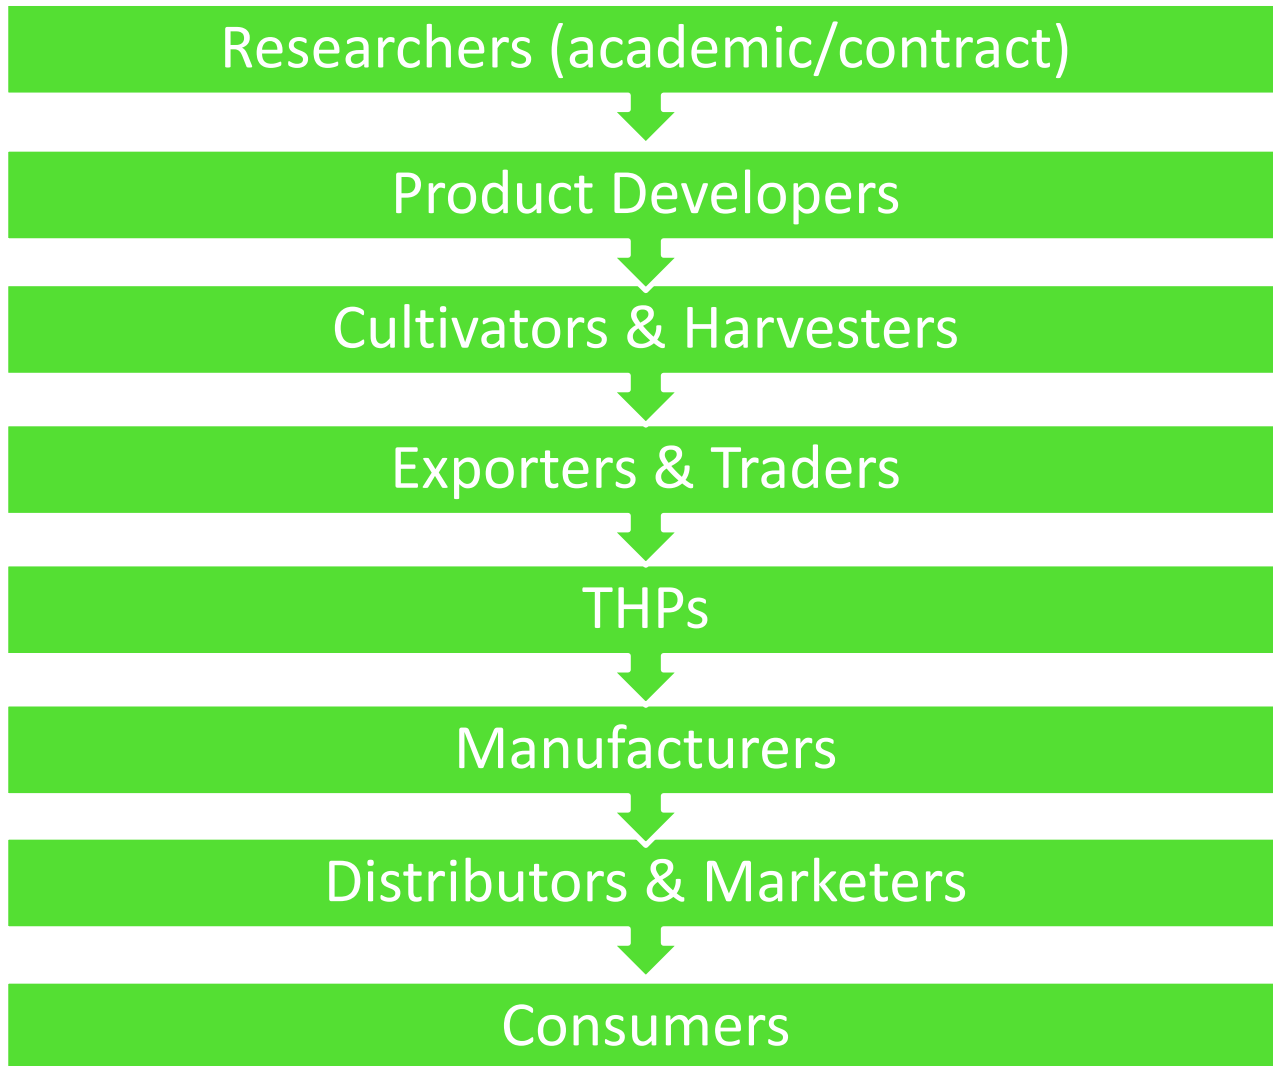 Researchers (academic/contract)
Product Developers
Cultivators & Harvesters
Exporters & Traders
THPs
Manufacturers
Distributors & Marketers
Consumers